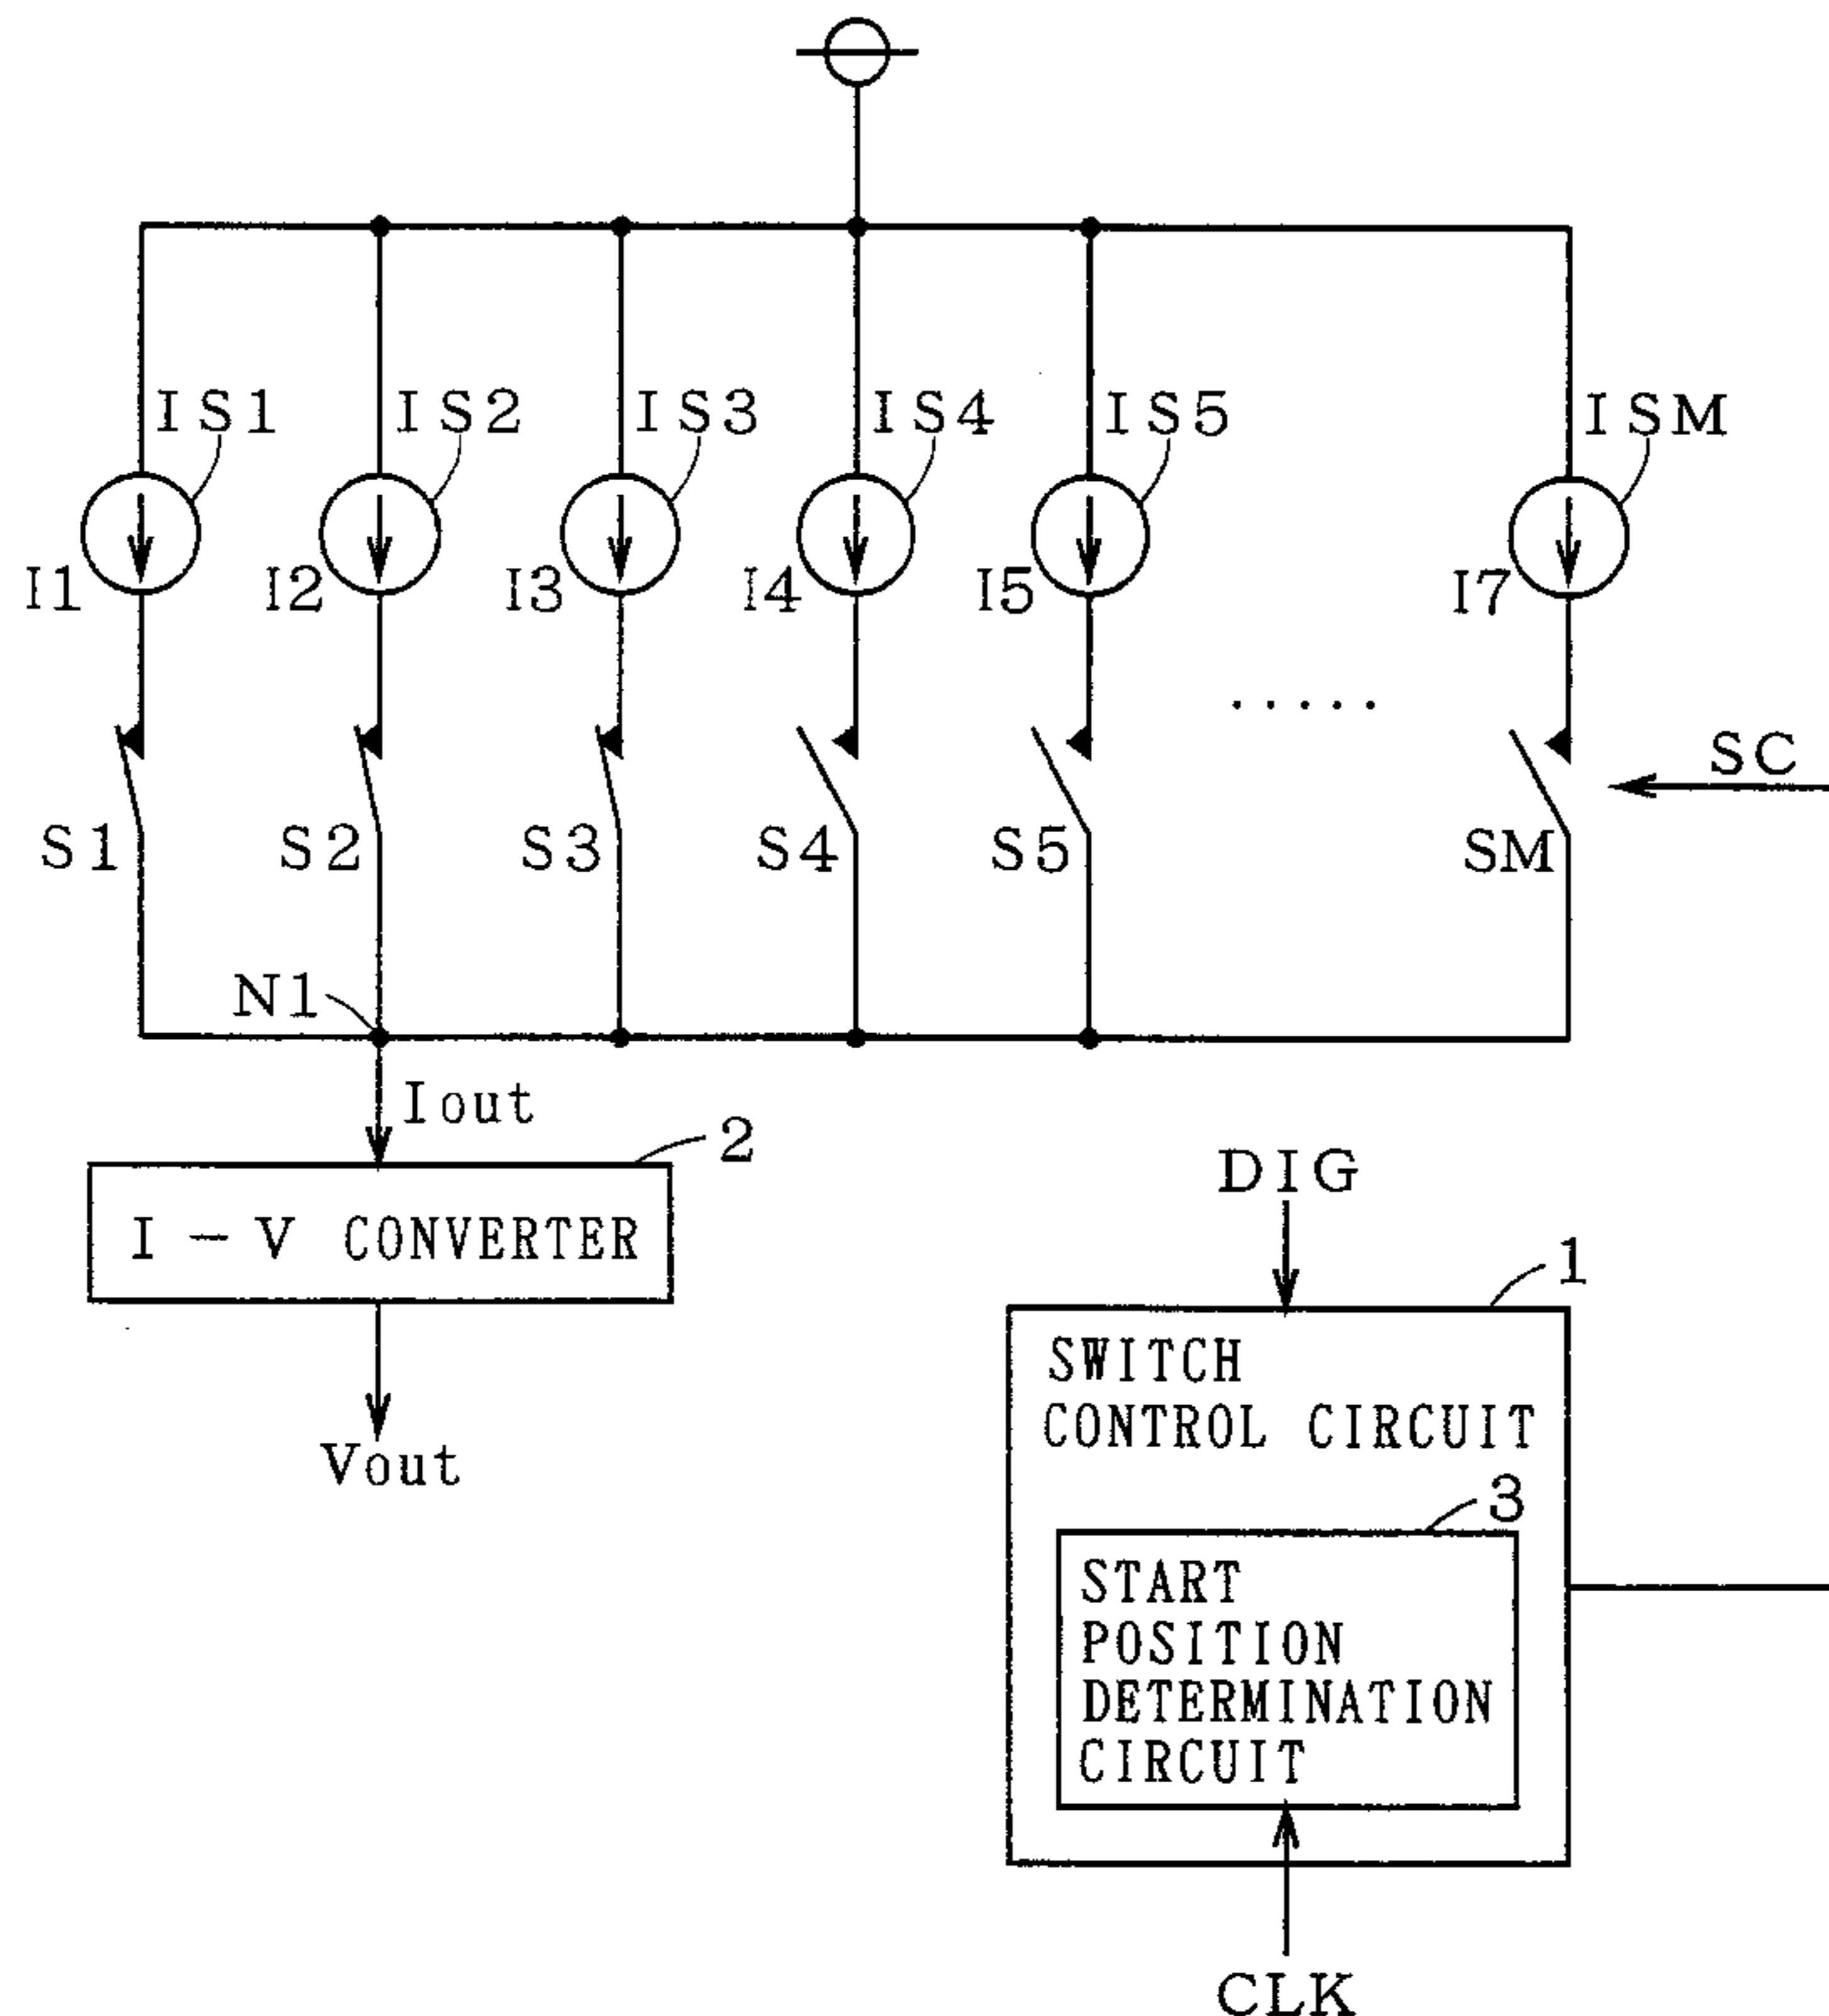 IS1 IS2 IS3 IS4 IS5 ISM
I1 I2 I3 I4 I5 I7
.....
SC
S1 S2 S3 S4 S5 SM
N1
Iout
2
I-V CONVERTER
Vout
DIG
1
SWITCH
CONTROL CIRCUIT
3
START
POSITION
DETERMINATION
CIRCUIT
CLK